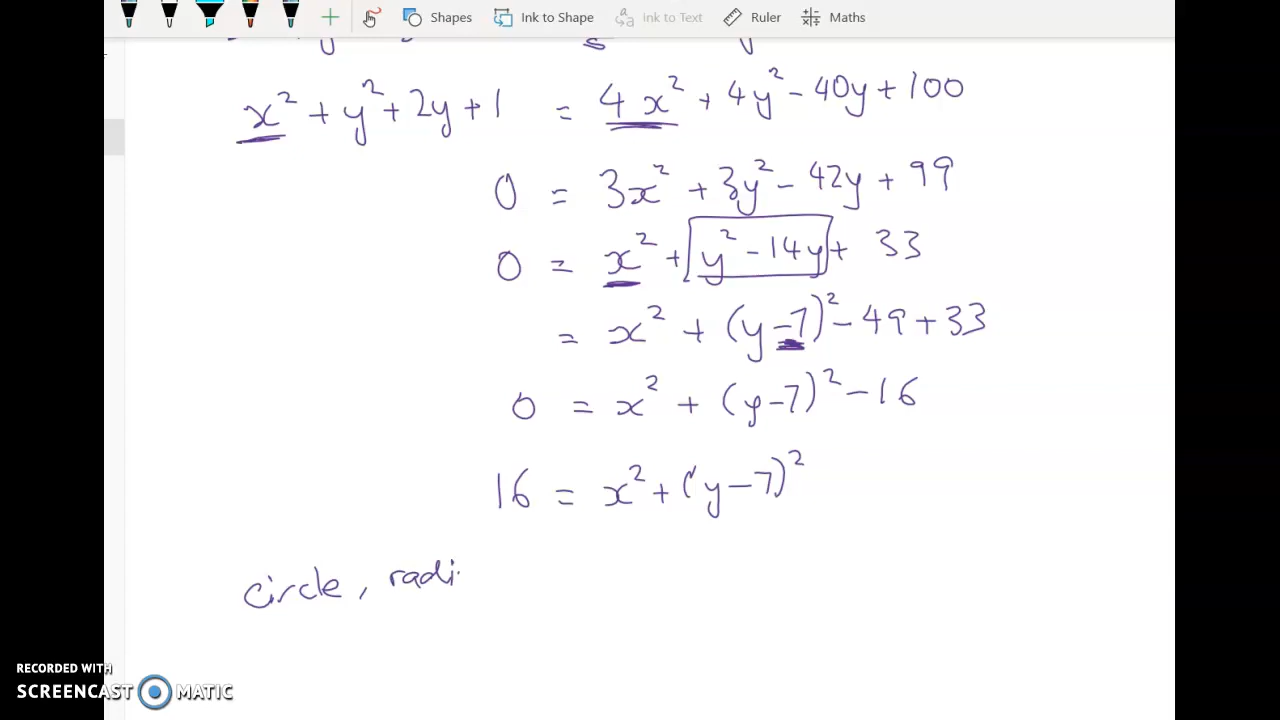 Shapes Ink to Shape Ink to Text Ruler Maths
x² + y² + 2y + 1 = 4x² + 4y² - 40y + 100
0 = 3x² + 3y² - 42y + 99
0 = x² + y² - 14y + 33
= x² + (y-7)² - 49 + 33
0 = x² + (y-7)² - 16
16 = x² + (y-7)²
circle, radi
RECORDED WITH
SCREENCAST MATIC